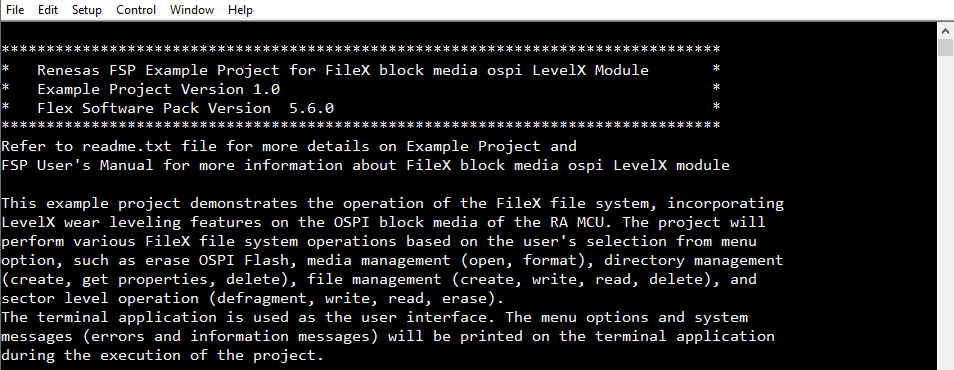 File Edit Setup Control Window Help
********************************************************************************
*   Renesas FSP Example Project for FileX block media ospi LevelX Module       *
*   Example Project Version 1.0                                                *
*   Flex Software Pack Version  5.6.0                                          *
********************************************************************************
Refer to readme.txt file for more details on Example Project and
FSP User's Manual for more information about FileX block media ospi LevelX module
This example project demonstrates the operation of the FileX file system, incorporating
LevelX wear leveling features on the OSPI block media of the RA MCU. The project will
perform various FileX file system operations based on the user's selection from menu
option, such as erase OSPI Flash, media management (open, format), directory management
(create, get properties, delete), file management (create, write, read, delete), and
sector level operation (defragment, write, read, erase).
The terminal application is used as the user interface. The menu options and system
messages (errors and information messages) will be printed on the terminal application
during the execution of the project.